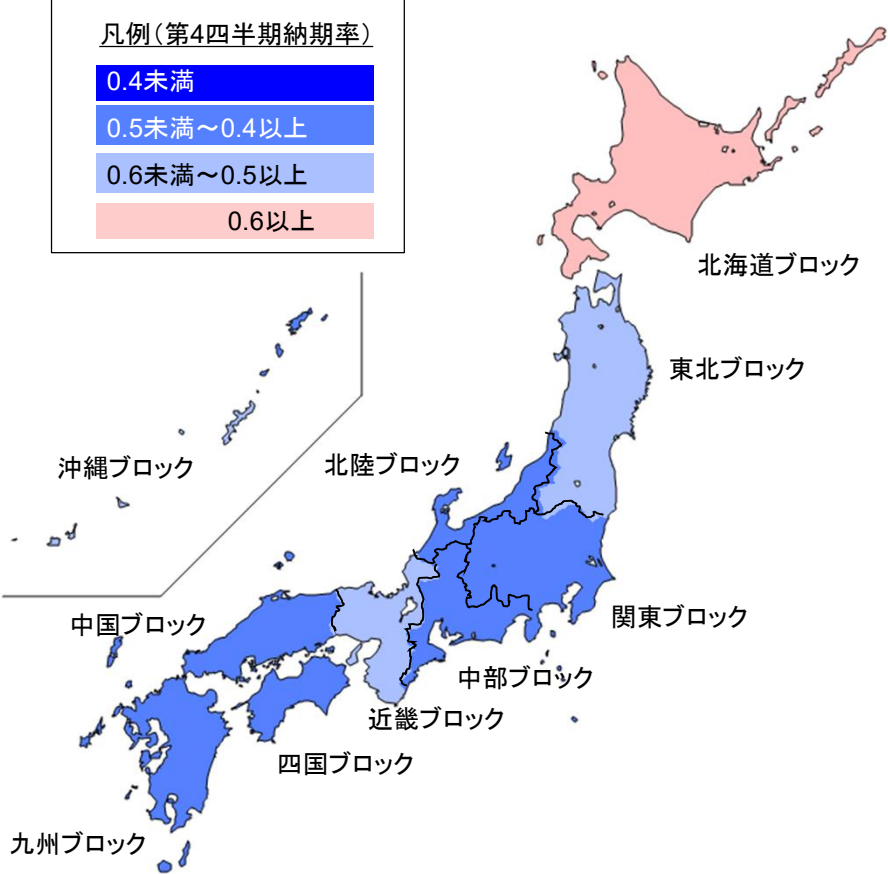 凡例(第4四半期納期率)
0.4未満
0.5未満～0.4以上
0.6未満～0.5以上
0.6以上
北海道ブロック
東北ブロック
沖縄ブロック
北陸ブロック
中国ブロック
関東ブロック
中部ブロック
近畿ブロック
四国ブロック
九州ブロック